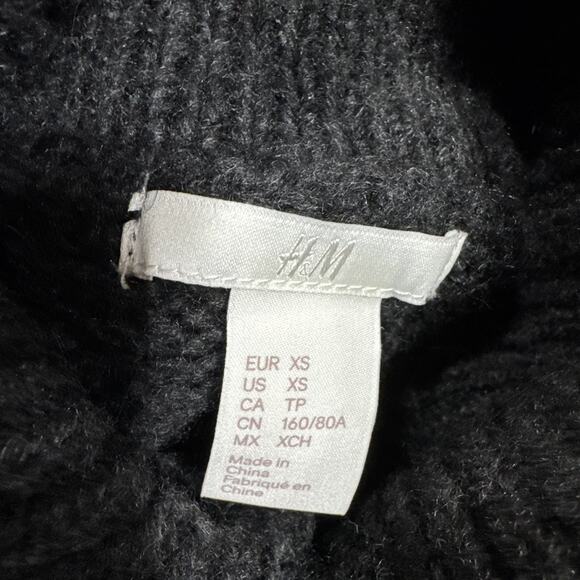 H&M
EUR XS
US XS
CA TP
CN 160/80A
MX XCH
Made in
China
Fabriqué en
Chine